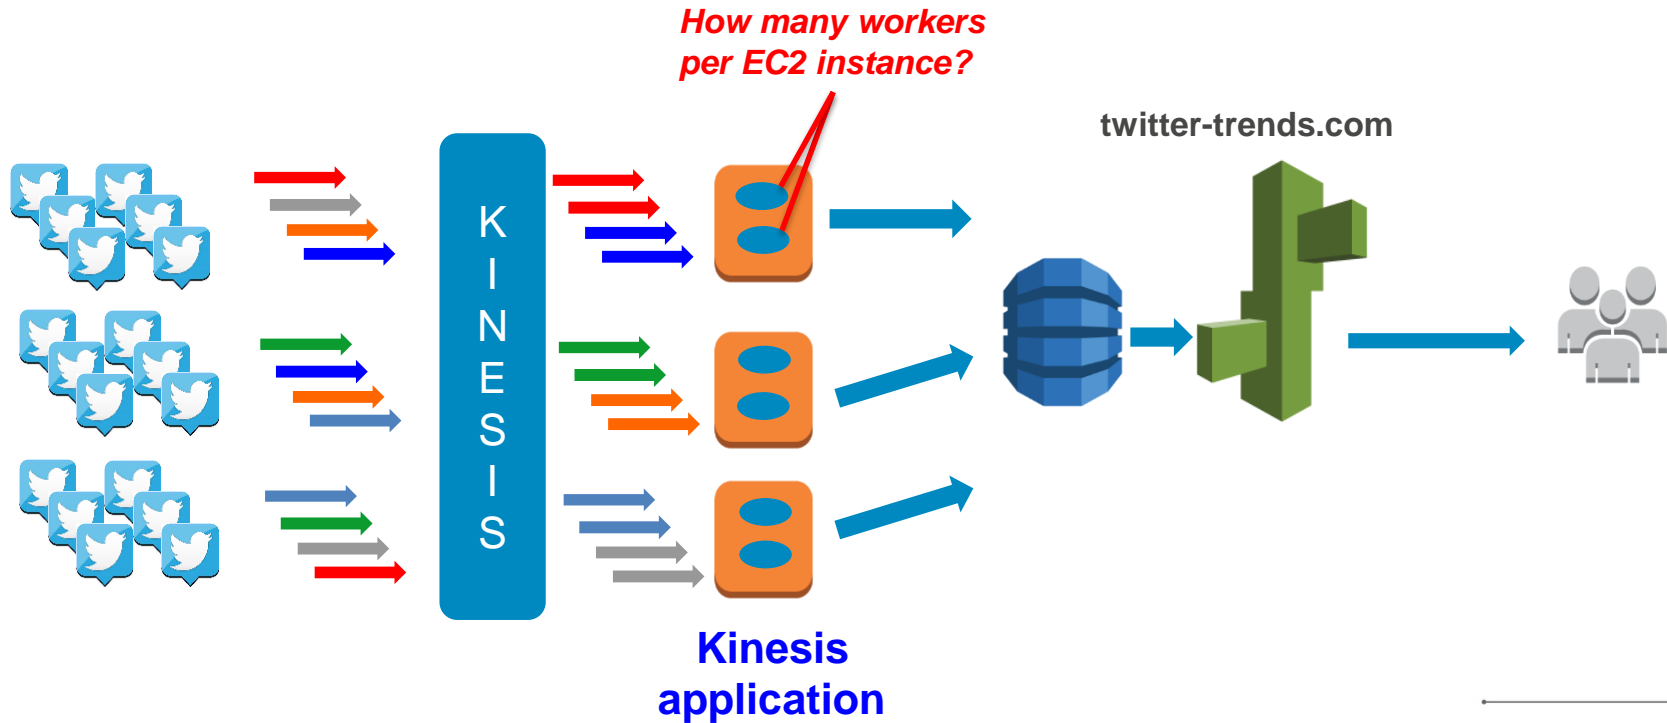 How many workers
per EC2 instance?
twitter-trends.com
K
I
N
E
S
I
S
Kinesis
application